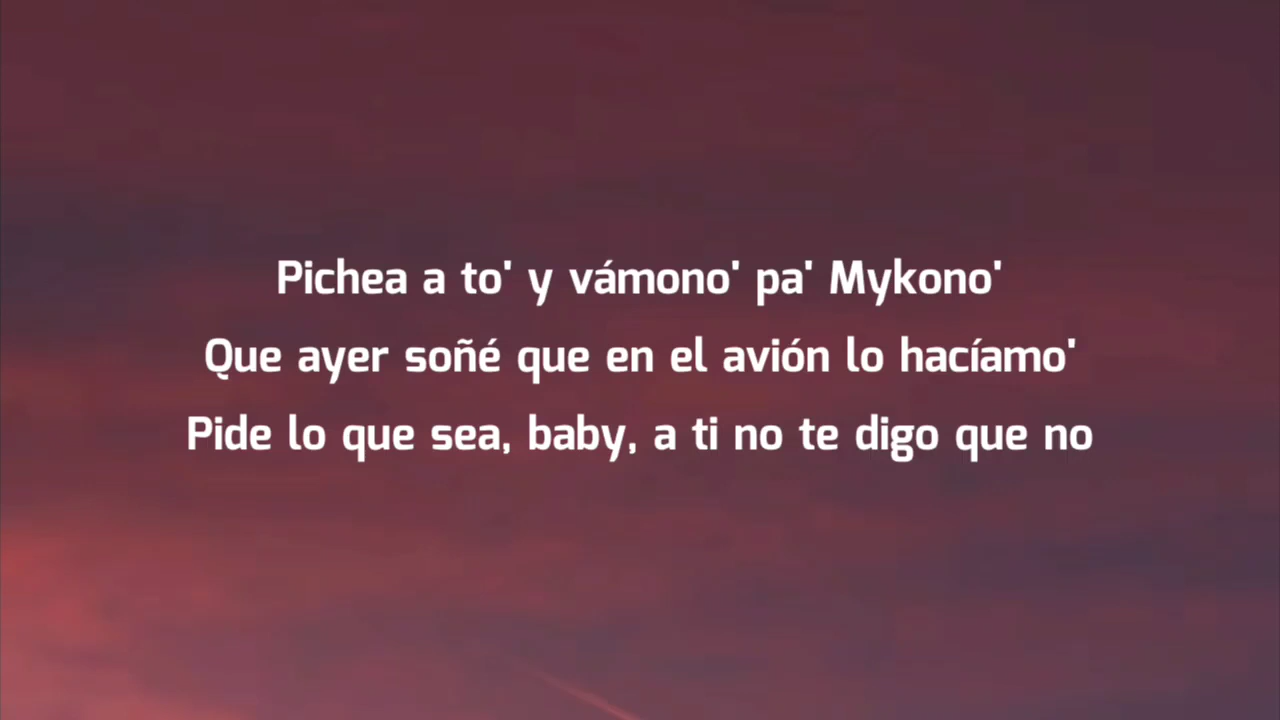 Pichea a to' y vámono' pa' Mykono'
Que ayer soñé que en el avión lo hacíamo'
Pide lo que sea, baby, a ti no te digo que no